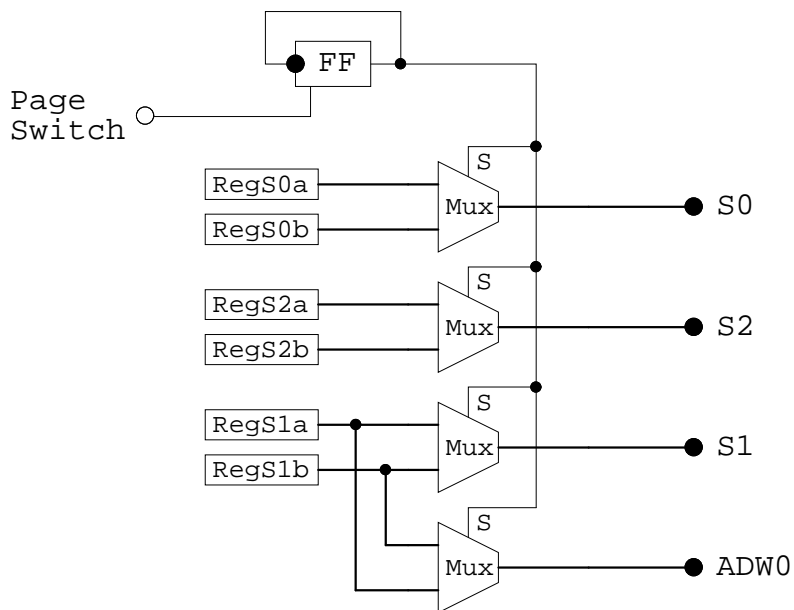 FF
Page
Switch
S
RegS0a
Mux
S0
RegS0b
S
RegS2a
Mux
S2
RegS2b
S
RegS1a
Mux
S1
RegS1b
S
Mux
ADW0